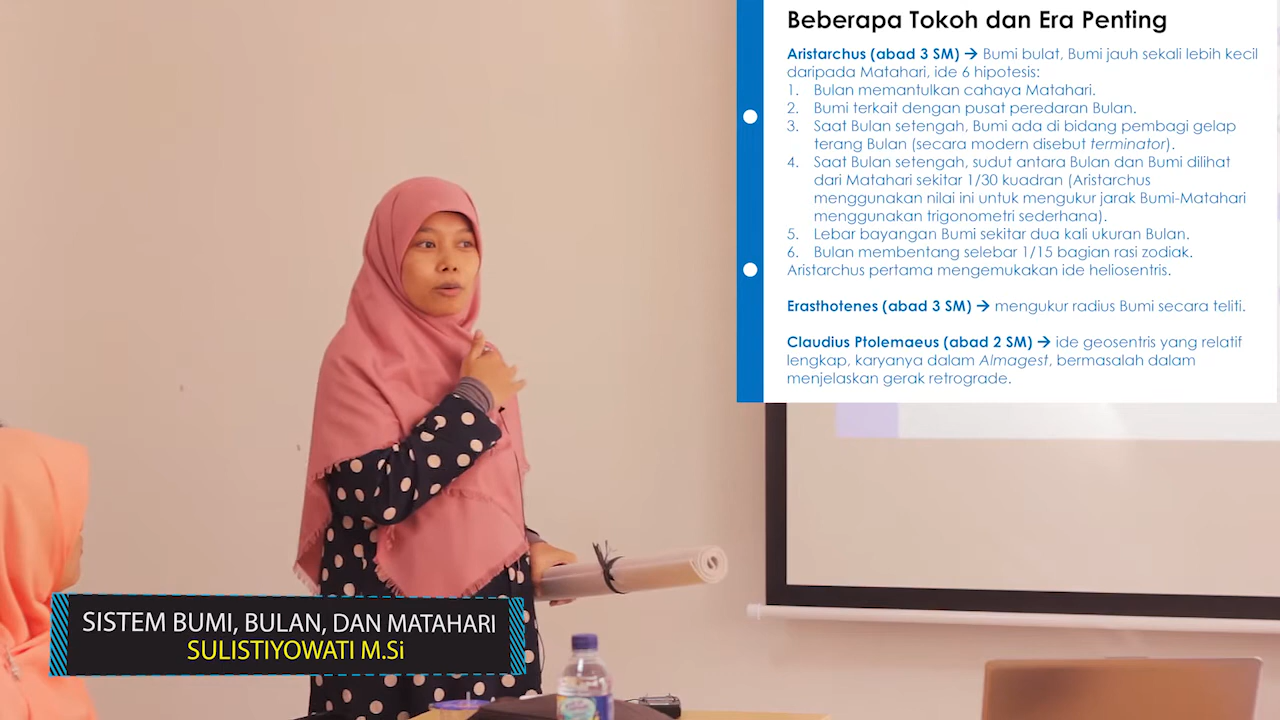 Beberapa Tokoh dan Era Penting
Aristarchus (abad 3 SM) → Bumi bulat, Bumi jauh sekali lebih kecil
daripada Matahari, ide 6 hipotesis:
1. Bulan memantulkan cahaya Matahari.
2. Bumi terkait dengan pusat peredaran Bulan.
3. Saat Bulan setengah, Bumi ada di bidang pembagi gelap
terang Bulan (secara modern disebut terminator).
4. Saat Bulan setengah, sudut antara Bulan dan Bumi dilihat
dari Matahari sekitar 1/30 kuadran (Aristarchus
menggunakan nilai ini untuk mengukur jarak Bumi-Matahari
menggunakan trigonometri sederhana).
5. Lebar bayangan Bumi sekitar dua kali ukuran Bulan.
6. Bulan membentang selebar 1/15 bagian rasi zodiak.
Aristarchus pertama mengemukakan ide heliosentris.
Erasthotenes (abad 3 SM) → mengukur radius Bumi secara teliti.
Claudius Ptolemaeus (abad 2 SM) → ide geosentris yang relatif
lengkap, karyanya dalam Almagest, bermasalah dalam
menjelaskan gerak retrograde.
SISTEM BUMI, BULAN, DAN MATAHARI
SULISTIYOWATI M.Si